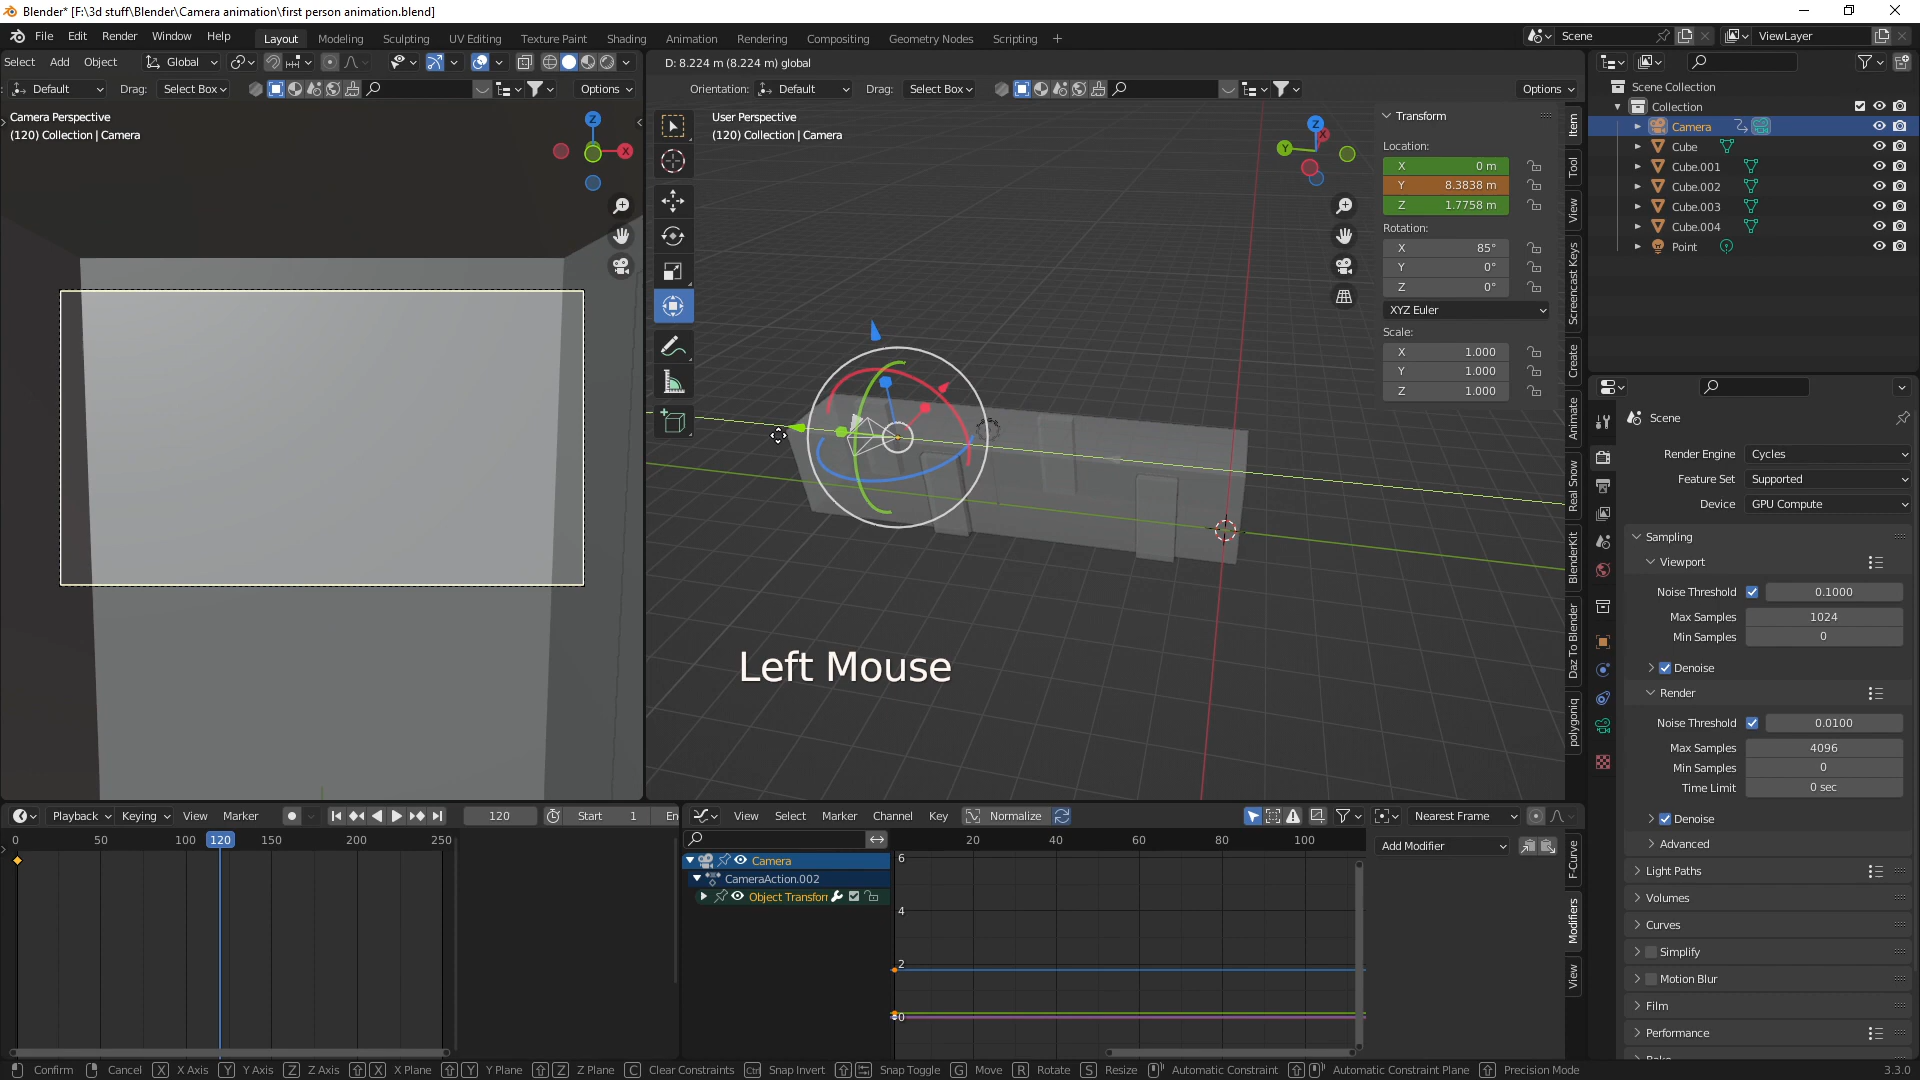 Blender* [F:\3d stuff\Blender\Camera animation\first person animation.blend]
File Edit Render Window Help Layout Modeling Sculpting UV Editing Texture Paint Shading Animation Rendering Compositing Geometry Nodes Scripting + Scene ViewLayer
Select Add Object Global D: 8.224 m (8.224 m) global
Default Drag: Select Box Options Orientation: Default Drag: Select Box Options
Camera Perspective
(120) Collection | Camera
X
Z
User Perspective
(120) Collection | Camera
Z
X
Y
Transform
Location:
X 0 m
Y 8.3838 m
Z 1.7758 m
Rotation:
X 85°
Y 0°
Z 0°
XYZ Euler
Scale:
X 1.000
Y 1.000
Z 1.000
Item
Tool
View
Screencast Keys
Create
Animate
Real Snow
BlenderKit
Daz To Blender
polygoniq
Left Mouse
Scene Collection
Collection
Camera
Cube
Cube.001
Cube.002
Cube.003
Cube.004
Point
Scene
Render Engine Cycles
Feature Set Supported
Device GPU Compute
Sampling
Viewport
Noise Threshold 0.1000
Max Samples 1024
Min Samples 0
Denoise
Render
Noise Threshold 0.0100
Max Samples 4096
Min Samples 0
Time Limit 0 sec
Denoise
Advanced
Light Paths
Volumes
Curves
Simplify
Motion Blur
Film
Performance
Playback Keying View Marker 120 Start 1 En
0 50 100 120 150 200 250
View Select Marker Channel Key Normalize Nearest Frame
20 40 60 80 100
Camera
CameraAction.002
Object Transfor
6
4
2
0
Add Modifier
F-Curve
Modifiers
View
Confirm Cancel X X Axis Y Y Axis Z Z Axis X X Plane Y Y Plane Z Z Plane C Clear Constraints Ctrl Snap Invert Snap Toggle G Move R Rotate S Resize Automatic Constraint Automatic Constraint Plane Precision Mode 3.3.0